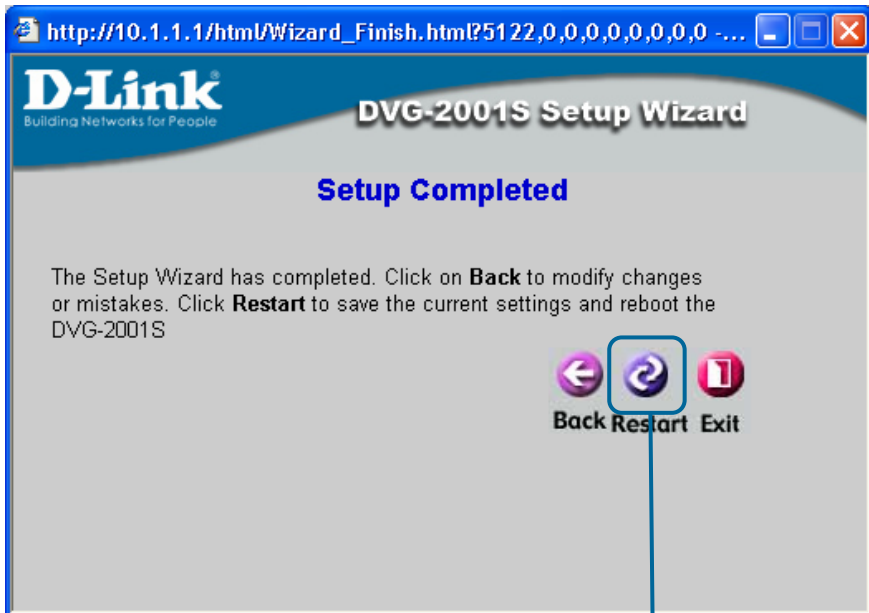 http://10.1.1.1/html/Wizard_Finish.html?5122,0,0,0,0,0,0,0,0 -...
D-Link
Building Networks for People
DVG-2001S Setup Wizard
Setup Completed
The Setup Wizard has completed. Click on Back to modify changes
or mistakes. Click Restart to save the current settings and reboot the
DVG-2001S
Back Restart Exit